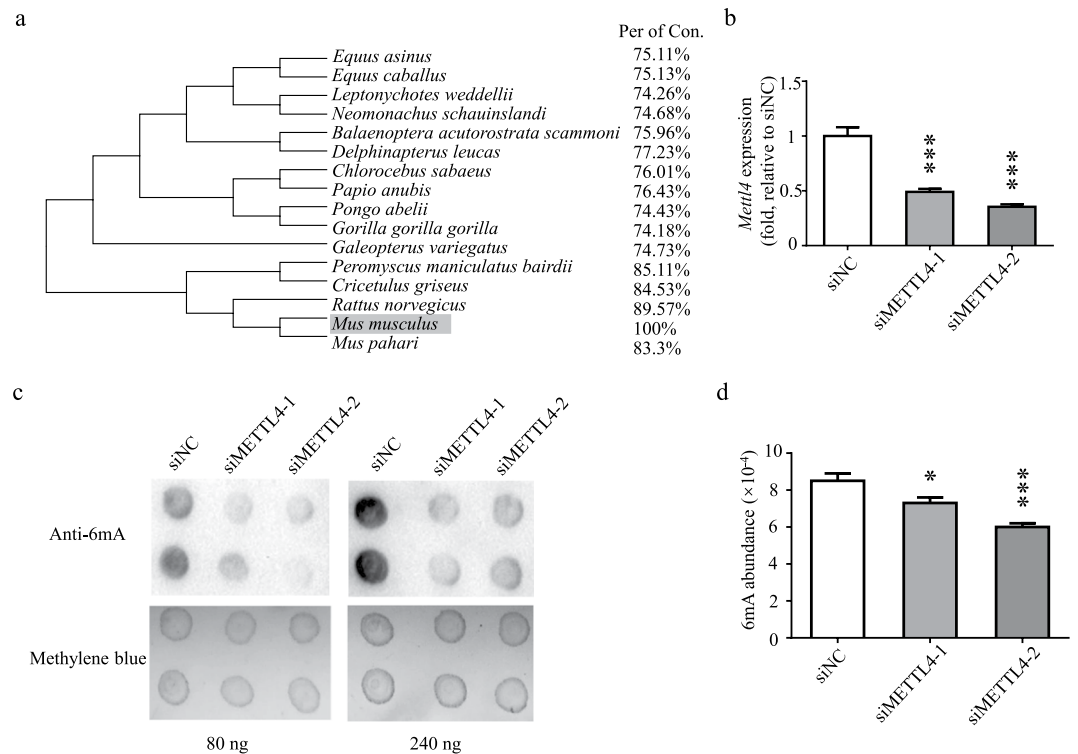 a
Per of Con.
Equus asinus 75.11%
Equus caballus 75.13%
Leptonychotes weddellii 74.26%
Neomonachus schauinslandi 74.68%
Balaenoptera acutorostrata scammoni 75.96%
Delphinapterus leucas 77.23%
Chlorocebus sabaeus 76.01%
Papio anubis 76.43%
Pongo abelii 74.43%
Gorilla gorilla gorilla 74.18%
Galeopterus variegatus 74.73%
Peromyscus maniculatus bairdii 85.11%
Cricetulus griseus 84.53%
Rattus norvegicus 89.57%
Mus musculus 100%
Mus pahari 83.3%
b
Mettl4 expression
(fold, relative to siNC)
1.5
1
0.5
0
***
***
siNC
siMETTL4-1
siMETTL4-2
c
siNC siMETTL4-1 siMETTL4-2 siNC siMETTL4-1 siMETTL4-2
Anti-6mA
Methylene blue
80 ng 240 ng
d
6mA abundance (×10-4)
10
8
6
4
2
0
*
***
siNC
siMETTL4-1
siMETTL4-2